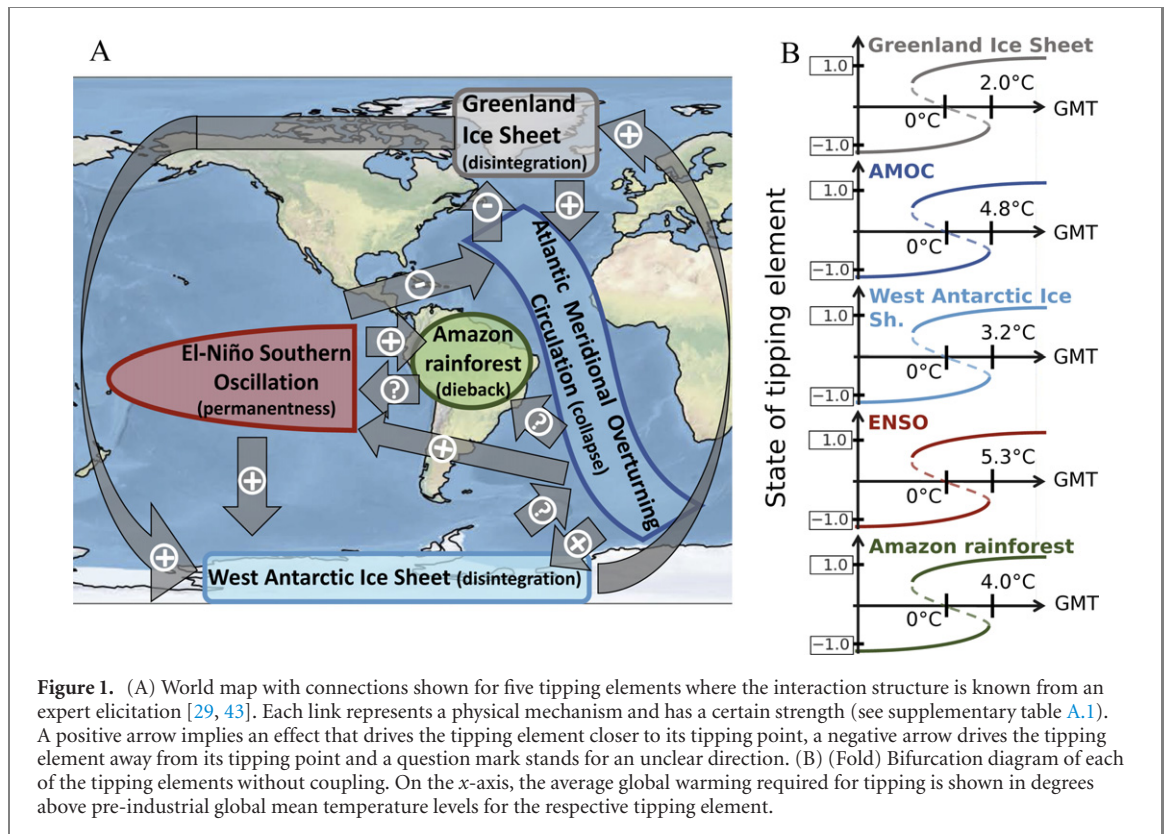 A
Greenland
Ice Sheet
(disintegration)
+
+
-
+
Atlantic Meridional Overturning
Circulation (collapse)
-
El-Niño Southern
Oscillation
(permanentness)
+
Amazon
rainforest
(dieback)
?
?
+
+
?
+
+
West Antarctic Ice Sheet (disintegration)
B
State of tipping element
Greenland Ice Sheet
1.0
2.0°C
GMT
0°C
−1.0
AMOC
1.0
4.8°C
GMT
0°C
−1.0
West Antarctic Ice
Sh.
1.0
3.2°C
GMT
0°C
−1.0
ENSO
1.0
5.3°C
GMT
0°C
−1.0
Amazon rainforest
1.0
4.0°C
GMT
0°C
−1.0
Figure 1. (A) World map with connections shown for five tipping elements where the interaction structure is known from an
expert elicitation [29, 43]. Each link represents a physical mechanism and has a certain strength (see supplementary table A.1).
A positive arrow implies an effect that drives the tipping element closer to its tipping point, a negative arrow drives the tipping
element away from its tipping point and a question mark stands for an unclear direction. (B) (Fold) Bifurcation diagram of each
of the tipping elements without coupling. On the x-axis, the average global warming required for tipping is shown in degrees
above pre-industrial global mean temperature levels for the respective tipping element.